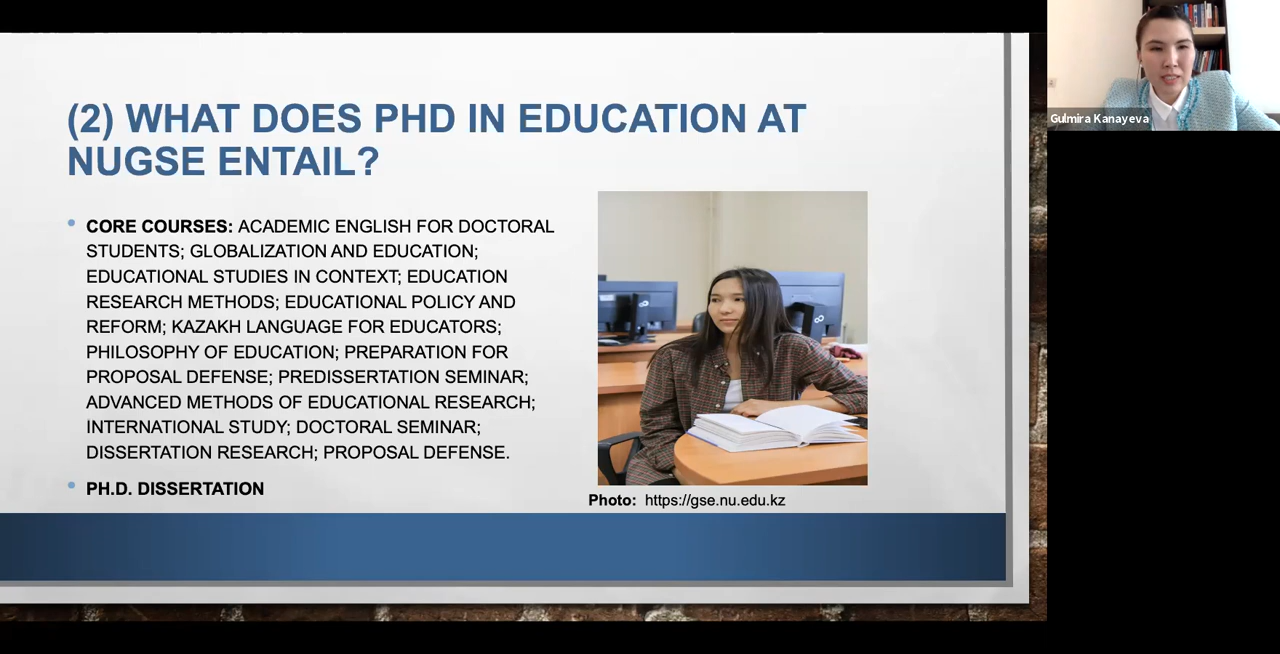 (2) WHAT DOES PHD IN EDUCATION AT
NUGSE ENTAIL?
• CORE COURSES: ACADEMIC ENGLISH FOR DOCTORAL
STUDENTS; GLOBALIZATION AND EDUCATION;
EDUCATIONAL STUDIES IN CONTEXT; EDUCATION
RESEARCH METHODS; EDUCATIONAL POLICY AND
REFORM; KAZAKH LANGUAGE FOR EDUCATORS;
PHILOSOPHY OF EDUCATION; PREPARATION FOR
PROPOSAL DEFENSE; PREDISSERTATION SEMINAR;
ADVANCED METHODS OF EDUCATIONAL RESEARCH;
INTERNATIONAL STUDY; DOCTORAL SEMINAR;
DISSERTATION RESEARCH; PROPOSAL DEFENSE.
• PH.D. DISSERTATION
Photo: https://gse.nu.edu.kz
Gulmira Kanayeva